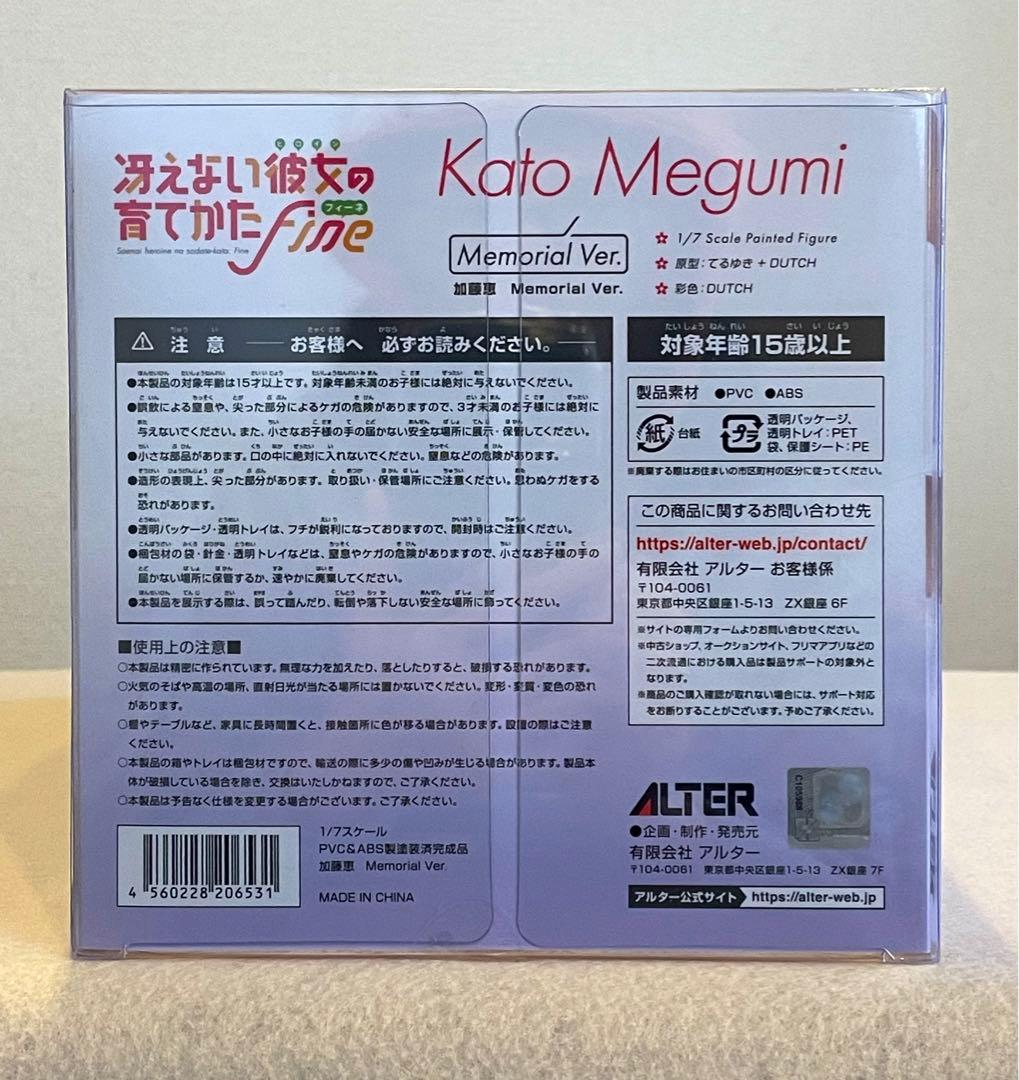 ヒロイン
冴えない彼女の
育てかた fine
フィーネ
Saenai heroine no sodate-kata. Fine
Kato Megumi
Memorial Ver.
加藤恵 Memorial Ver.
1/7 Scale Painted Figure
原型:てるゆき + DUTCH
彩色:DUTCH
注意 お客様へ 必ずお読みください。
●本製品の対象年齢は15才以上です。対象年齢未満のお子様には絶対に与えないでください。
●誤飲による窒息や、尖った部分によるケガの危険がありますので、3才未満のお子様には絶対に
与えないでください。また、小さなお子様の手の届かない安全な場所に展示・保管してください。
●小さな部品があります。口の中に絶対に入れないでください。窒息などの危険があります。
●造形の表現上、尖った部分があります。取り扱い・保管場所にご注意ください。思わぬケガをする
恐れがあります。
●透明パッケージ・透明トレイは、フチが鋭利になっておりますので、開封時はご注意ください。
●梱包材の袋・針金・透明トレイなどは、窒息やケガの危険がありますので、小さなお子様の手の
届かない場所に保管するか、速やかに廃棄してください。
●本製品を展示する際は、誤って踏んだり、転倒や落下しない安全な場所に飾ってください。
■使用上の注意■
○本製品は精密に作られています。無理な力を加えたり、落としたりすると、破損する恐れがあります。
○火気のそばや高温の場所、直射日光が当たる場所には置かないでください。変形・変質・変色の恐れ
があります。
○棚やテーブルなど、家具に長時間置くと、接触箇所に色が移る場合があります。設置の際はご注意
ください。
○本製品の箱やトレイは梱包材ですので、輸送の際に多少の傷や凹みが生じる場合があります。製品本
体が破損している場合を除き、交換はいたしかねますので、ご了承ください。
○本製品は予告なく仕様を変更する場合がございます。ご了承ください。
4 560228 206531
1/7スケール
PVC&ABS製塗装済完成品
加藤恵 Memorial Ver.
MADE IN CHINA
たいしょうねんれい さいいじょう
対象年齢15歳以上
製品素材 ●PVC ●ABS
紙 台紙
プラ 透明パッケージ、
透明トレイ:PET
袋、保護シート:PE
※廃棄する際はお住まいの市区町村の区分に従ってください。
この商品に関するお問い合わせ先
https://alter-web.jp/contact/
有限会社 アルター お客様係
〒104-0061
東京都中央区銀座1-5-13 ZX銀座 6F
※サイトの専用フォームよりお問い合わせください。
※中古ショップ、オークションサイト、フリマアプリなどの
二次流通における購入品は製品サポートの対象外と
なります。
※商品のご購入確認が取れない場合には、サポート対応
をお断りすることがございます。予めご了承ください。
ALTER
●企画・制作・発売元
有限会社 アルター
〒104-0061 東京都中央区銀座1-5-13 ZX銀座 7F
アルター公式サイト https://alter-web.jp